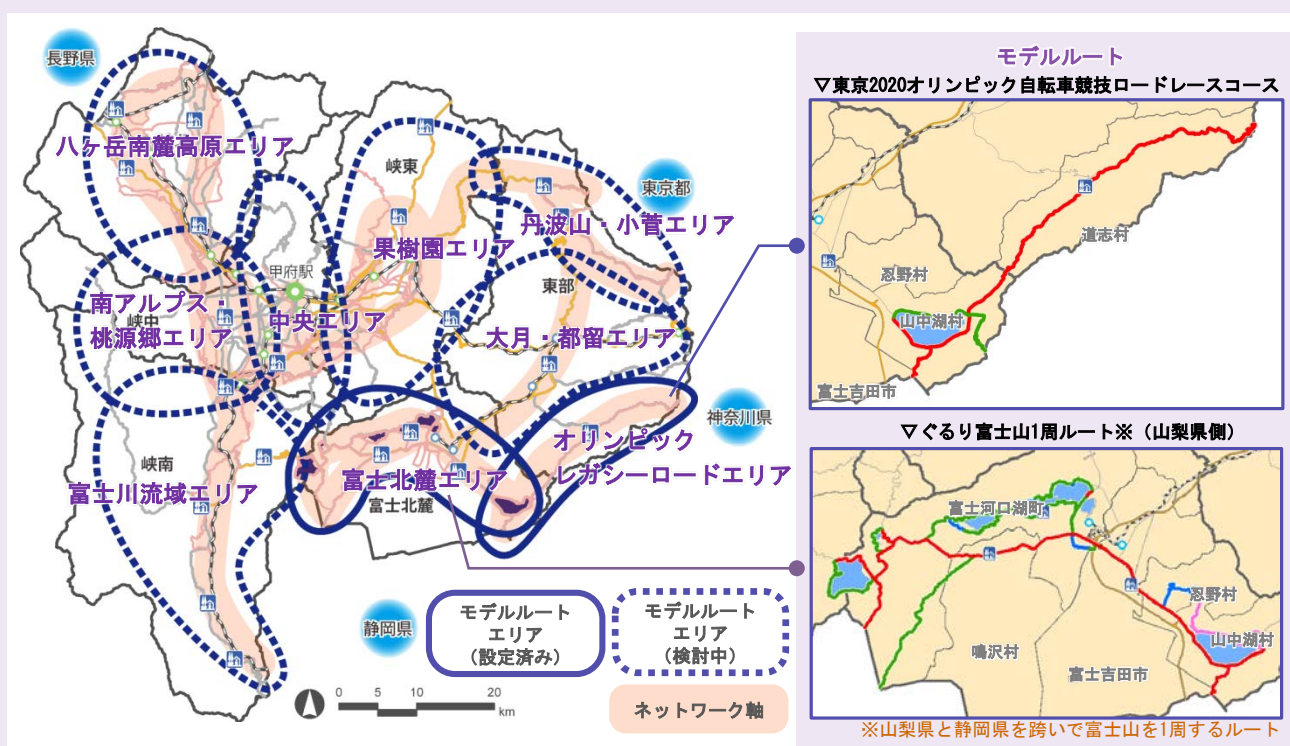 長野県
八ヶ岳南麓高原エリア
峡東
東京都
丹波山・小菅エリア
果樹園エリア
甲府駅
東部
南アルプス・
峡中
桃源郷エリア
中央エリア
大月・都留エリア
神奈川県
オリンピック
レガシーロードエリア
峡南
富士川流域エリア
富士北麓エリア
富士北麓
静岡県
モデルルート
エリア
(設定済み)
モデルルート
エリア
(検討中)
ネットワーク軸
0 5 10 20
km
モデルルート
▽東京2020オリンピック自転車競技ロードレースコース
道志村
忍野村
山中湖村
富士吉田市
▽ぐるり富士山1周ルート※（山梨県側）
富士河口湖町
忍野村
山中湖村
鳴沢村
富士吉田市
※山梨県と静岡県を跨いで富士山を1周するルート